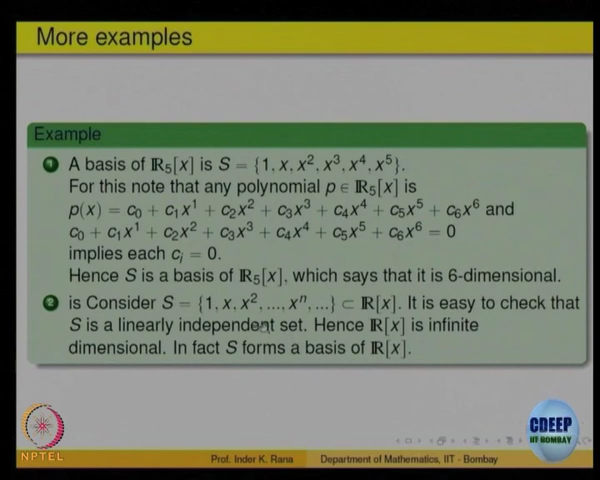 More examples
Example
1 A basis of ℝ₅[x] is S = {1, x, x², x³, x⁴, x⁵}.
For this note that any polynomial p ∈ ℝ₅[x] is
p(x) = c₀ + c₁x¹ + c₂x² + c₃x³ + c₄x⁴ + c₅x⁵ + c₆x⁶ and
c₀ + c₁x¹ + c₂x² + c₃x³ + c₄x⁴ + c₅x⁵ + c₆x⁶ = 0
implies each cᵢ = 0.
Hence S is a basis of ℝ₅[x], which says that it is 6-dimensional.
2 is Consider S = {1, x, x², ..., xⁿ, ...} ⊂ ℝ[x]. It is easy to check that
S is a linearly independent set. Hence ℝ[x] is infinite
dimensional. In fact S forms a basis of ℝ[x].
NPTEL
CDEEP
IIT BOMBAY
Prof. Inder K. Rana Department of Mathematics, IIT - Bombay